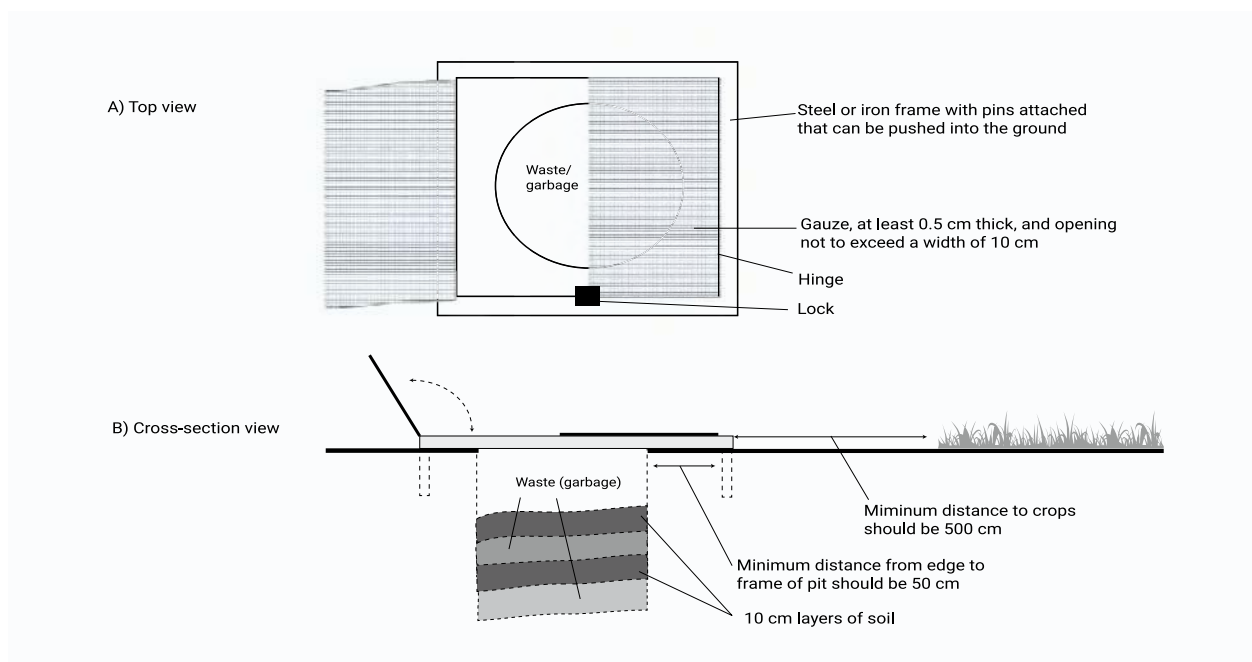 A) Top view
Steel or iron frame with pins attached
that can be pushed into the ground
Waste/
garbage
Gauze, at least 0.5 cm thick, and opening
not to exceed a width of 10 cm
Hinge
Lock
B) Cross-section view
Waste (garbage)
Miminum distance to crops
should be 500 cm
Minimum distance from edge to
frame of pit should be 50 cm
10 cm layers of soil